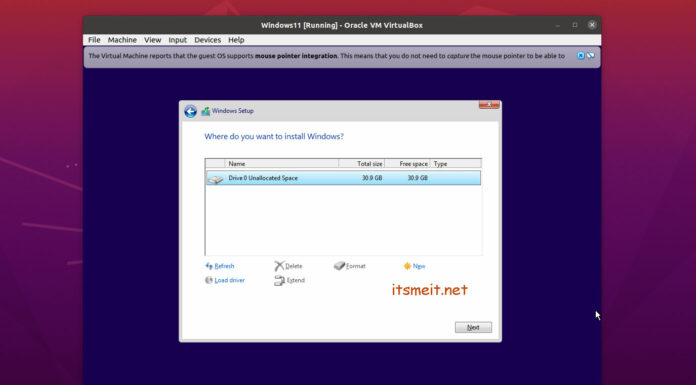 Windows11 [Running] - Oracle VM VirtualBox
File Machine View Input Devices Help
The Virtual Machine reports that the guest OS supports mouse pointer integration. This means that you do not need to capture the mouse pointer to be able to
Windows Setup
Where do you want to install Windows?
Name Total size Free space Type
Drive 0 Unallocated Space 30.9 GB 30.9 GB
Refresh Delete Format New
Load driver Extend
itsmeit.net
Next